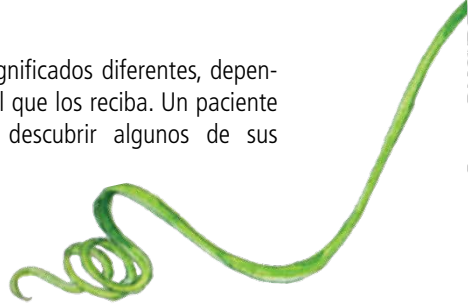 gnificados diferentes, depen-
l que los reciba. Un paciente
descubrir algunos de sus